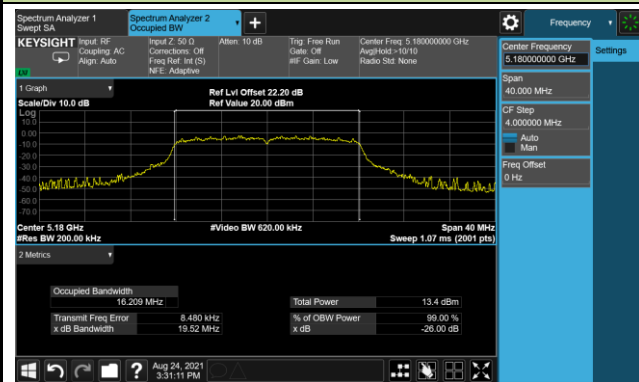 Spectrum Analyzer 1
Swept SA
Spectrum Analyzer 2
Occupied BW
Frequency
KEYSIGHT
Input: RF
Coupling: AC
Align: Auto
Input Z: 50 Ω
Corrections: Off
Freq Ref: Int (S)
NFE: Adaptive
Atten: 10 dB
Trig: Free Run
Gate: Off
#IF Gain: Low
Center Freq: 5.180000000 GHz
Avg|Hold:>10/10
Radio Std: None
Center Frequency
5.180000000 GHz
Settings
Span
40.000 MHz
CF Step
4.000000 MHz
Auto
Man
Freq Offset
0 Hz
1 Graph
Scale/Div 10.0 dB
Ref Lvl Offset 22.20 dB
Ref Value 20.00 dBm
Log
10.0
0.00
-10.0
-20.0
-30.0
-40.0
-50.0
-60.0
-70.0
Center 5.18 GHz
#Res BW 200.00 kHz
#Video BW 620.00 kHz
Span 40 MHz
Sweep 1.07 ms (2001 pts)
2 Metrics
Occupied Bandwidth
16.209 MHz
Total Power 13.4 dBm
Transmit Freq Error 8.480 kHz
% of OBW Power 99.00 %
x dB Bandwidth 19.52 MHz
x dB -26.00 dB
?
Aug 24, 2021
3:31:11 PM